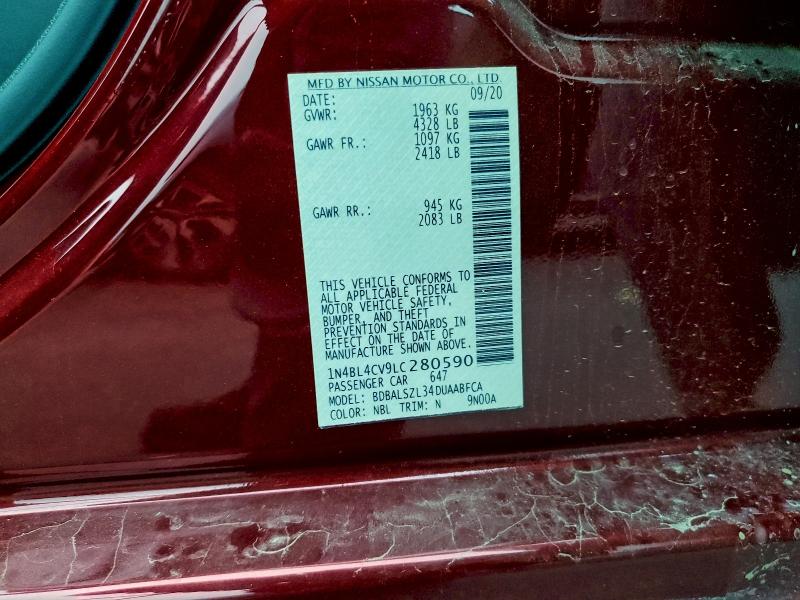 MFD BY NISSAN MOTOR CO., LTD.
DATE: 09/20
GVWR: 1963 KG
4328 LB
GAWR FR.: 1097 KG
2418 LB
GAWR RR.: 945 KG
2083 LB
THIS VEHICLE CONFORMS TO
ALL APPLICABLE FEDERAL
MOTOR VEHICLE SAFETY,
BUMPER, AND THEFT
PREVENTION STANDARDS IN
EFFECT ON THE DATE OF
MANUFACTURE SHOWN ABOVE.
1N4BL4CV9LC280590
PASSENGER CAR 647
MODEL: BDBALSZL34DUAABFCA
COLOR: NBL TRIM: N 9N00A